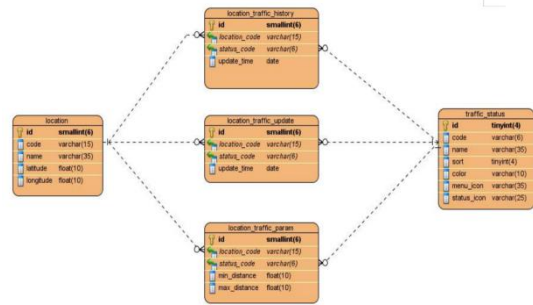 location_traffic_history
id smallint(6)
location_code varchar(15)
status_code varchar(6)
update_time date
location
id smallint(6)
code varchar(15)
name varchar(35)
latitude float(10)
longitude float(10)
location_traffic_update
id smallint(6)
location_code varchar(15)
status_code varchar(6)
update_time date
traffic_status
id tinyint(4)
code varchar(6)
name varchar(35)
sort tinyint(4)
color varchar(10)
menu_icon varchar(35)
status_icon varchar(25)
location_traffic_param
id smallint(6)
location_code varchar(15)
status_code varchar(6)
min_distance float(10)
max_distance float(10)